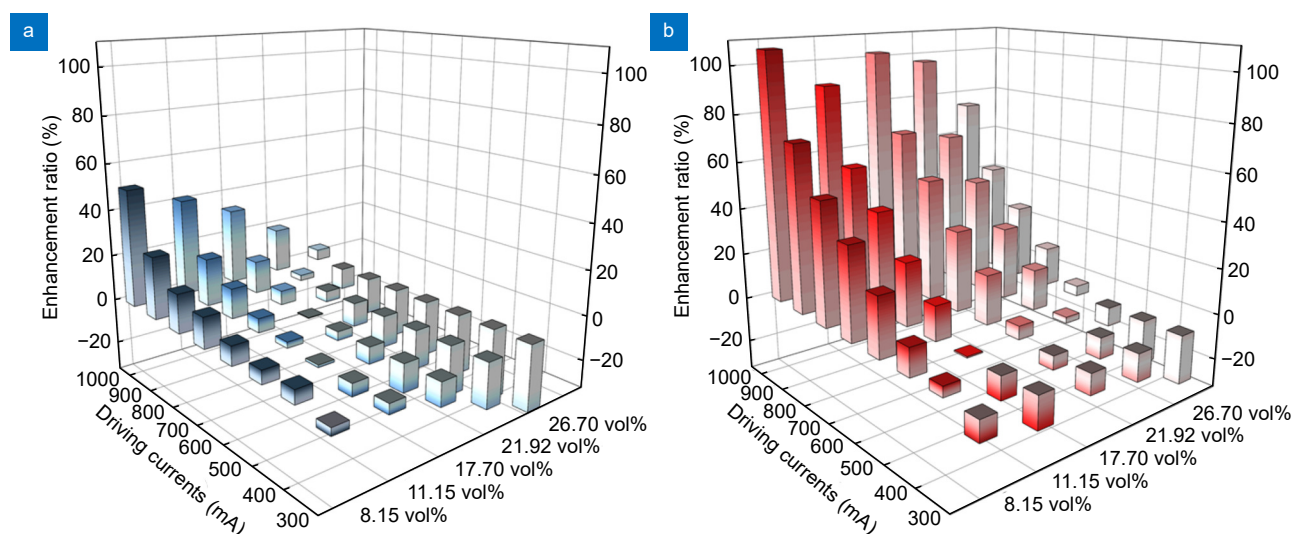 a
Enhancement ratio (%)
100
80
60
40
20
0
−20
100
80
60
40
20
0
−20
1000
900
800
700
600
500
400
300
Driving currents (mA)
26.70 vol%
21.92 vol%
17.70 vol%
11.15 vol%
8.15 vol%
b
Enhancement ratio (%)
100
80
60
40
20
0
−20
100
80
60
40
20
0
−20
1000
900
800
700
600
500
400
300
Driving currents (mA)
26.70 vol%
21.92 vol%
17.70 vol%
11.15 vol%
8.15 vol%